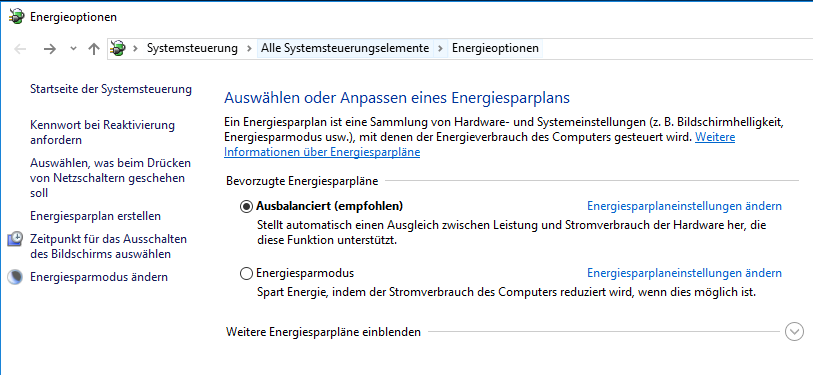 Energieoptionen
Systemsteuerung > Alle Systemsteuerungselemente > Energieoptionen
Startseite der Systemsteuerung
Kennwort bei Reaktivierung
anfordern
Auswählen, was beim Drücken
von Netzschaltern geschehen
soll
Energiesparplan erstellen
Zeitpunkt für das Ausschalten
des Bildschirms auswählen
Energiesparmodus ändern
Auswählen oder Anpassen eines Energiesparplans
Ein Energiesparplan ist eine Sammlung von Hardware- und Systemeinstellungen (z. B. Bildschirmhelligkeit,
Energiesparmodus usw.), mit denen der Energieverbrauch des Computers gesteuert wird. Weitere
Informationen über Energiesparpläne
Bevorzugte Energiesparpläne
Ausbalanciert (empfohlen) Energiesparplaneinstellungen ändern
Stellt automatisch einen Ausgleich zwischen Leistung und Stromverbrauch der Hardware her, die
diese Funktion unterstützt.
Energiesparmodus Energiesparplaneinstellungen ändern
Spart Energie, indem der Stromverbrauch des Computers reduziert wird, wenn dies möglich ist.
Weitere Energiesparpläne einblenden